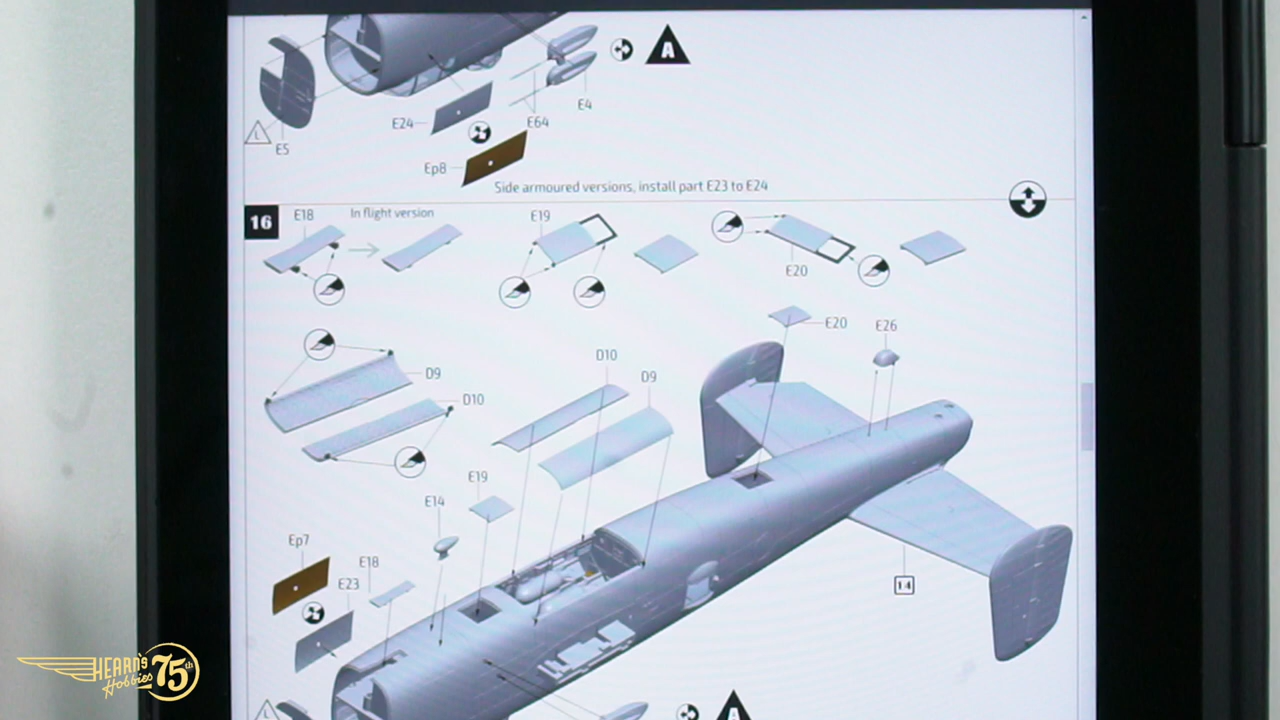 A
E4
E24
E64
E5
L
Ep8
Side armoured versions, install part E23 to E24
16
E18
In flight version
E19
E20
E20
E26
D10
D9
D9
D10
E19
E14
Ep7
E18
E23
14
HEARN'S
Hobbies
75th
L
A